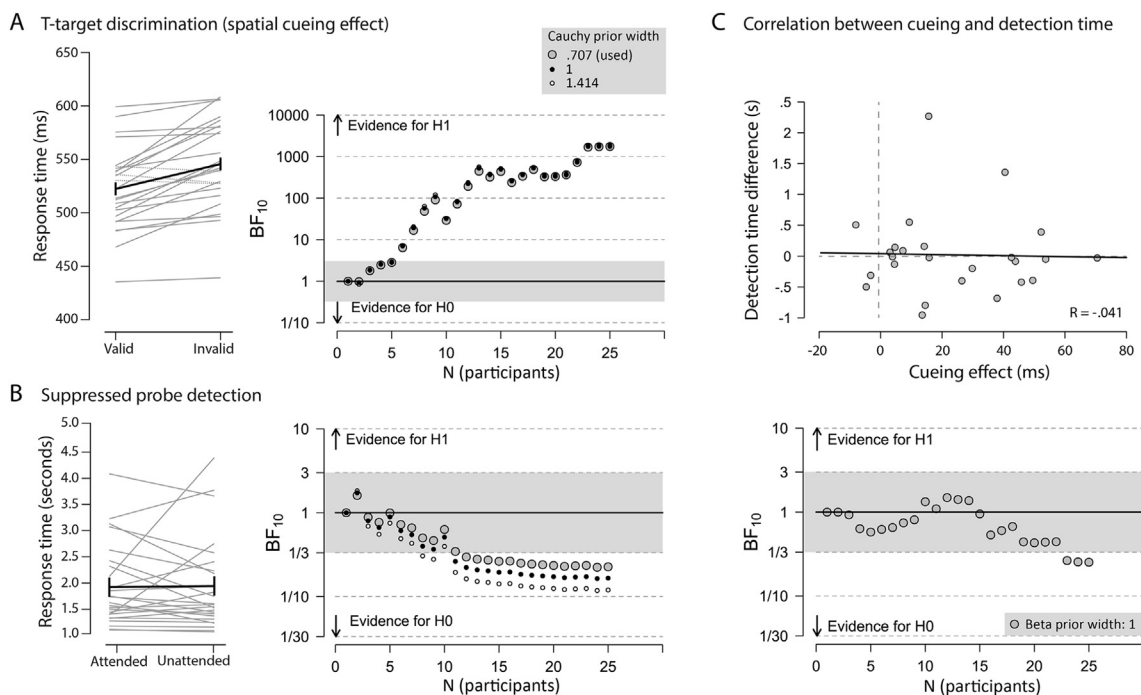 A T-target discrimination (spatial cueing effect)
650
600
550
500
450
400
Response time (ms)
Valid
Invalid
Cauchy prior width
.707 (used)
1
1.414
10000
1000
100
10
1
1/10
BF10
Evidence for H1
Evidence for H0
0
5
10
15
20
25
N (participants)
C Correlation between cueing and detection time
.5
2
1.5
1
.5
0
-.5
-1
Detection time difference (s)
R = -.041
-20
0
20
40
60
80
Cueing effect (ms)
B Suppressed probe detection
5.0
4.5
4.0
3.5
3.0
2.5
2.0
1.5
1.0
Response time (seconds)
Attended
Unattended
10
3
1
1/3
1/10
1/30
BF10
Evidence for H1
Evidence for H0
0
5
10
15
20
25
N (participants)
10
3
1
1/3
1/10
1/30
BF10
Evidence for H1
Evidence for H0
Beta prior width: 1
0
5
10
15
20
25
N (participants)